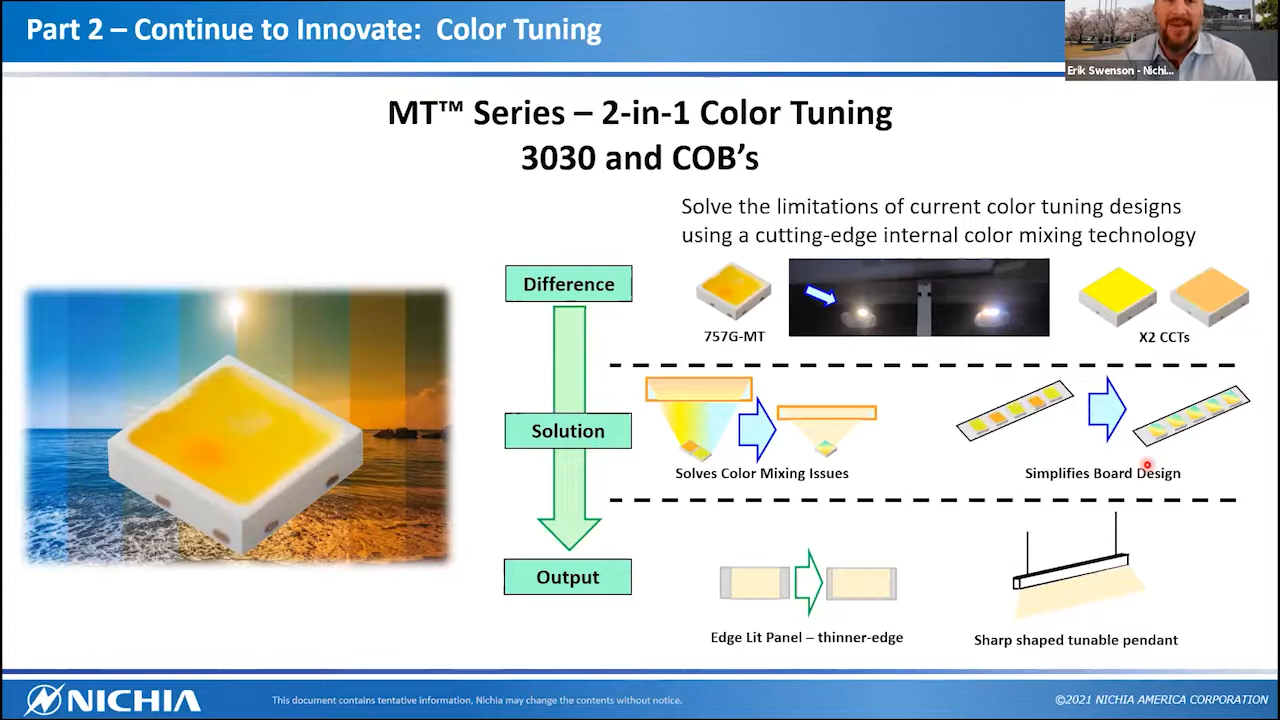 Part 2 – Continue to Innovate: Color Tuning
Erik Swenson - Nichi...
MT™ Series – 2-in-1 Color Tuning
3030 and COB’s
Solve the limitations of current color tuning designs
using a cutting-edge internal color mixing technology
Difference
757G-MT
X2 CCTs
Solution
Solves Color Mixing Issues
Simplifies Board Design
Output
Edge Lit Panel – thinner-edge
Sharp shaped tunable pendant
NICHIA
This document contains tentative information, Nichia may change the contents without notice.
©2021 NICHIA AMERICA CORPORATION